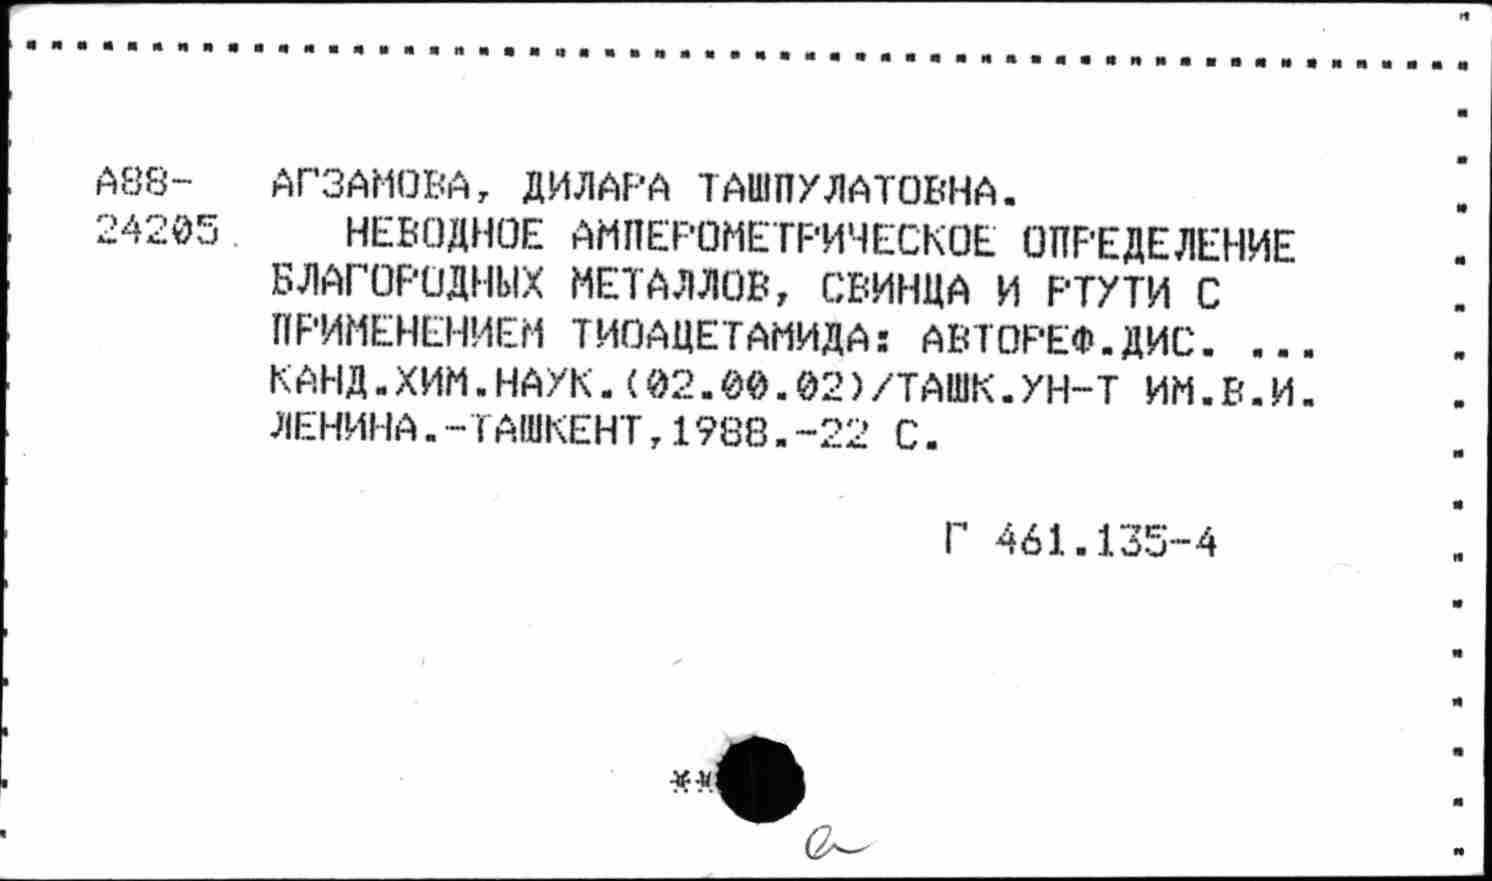 А88- АГЗАМОВА, ДИЛАРА ТАШПУЛАТОВНА.
24205. НЕВОДНОЕ АМПЕРОМЕТРИЧЕСКОЕ ОПРЕДЕЛЕНИЕ
БЛАГОРОДНЫХ МЕТАЛЛОВ, СВИНЦА И РТУТИ С
ПРИМЕНЕНИЕМ ТИОАЦЕТАМИДА: АВТОРЕФ.ДИС. ...
КАНД.ХИМ.НАУК.(02.00.02)/ТАШК.УН-Т ИМ.В.И.
ЛЕНИНА.-ТАШКЕНТ,1988.-22 С.
Г 461.135-4
**